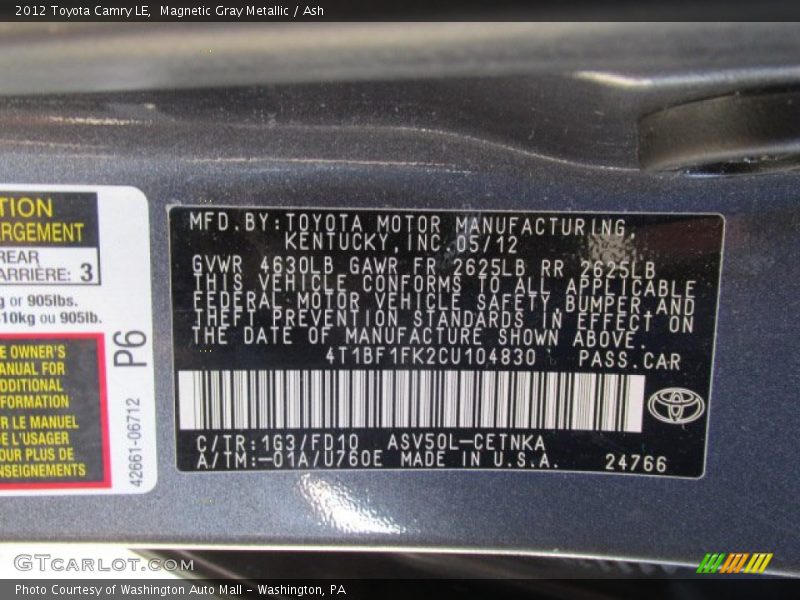 2012 Toyota Camry LE, Magnetic Gray Metallic / Ash
TION
RGEMENT
REAR
ARRIÈRE: 3
g or 905lbs.
10kg ou 905lb.
E OWNER'S
ANUAL FOR
DDITIONAL
FORMATION
R LE MANUEL
E L'USAGER
OUR PLUS DE
NSEIGNEMENTS
P6
42661-06712
MFD. BY: TOYOTA MOTOR MANUFACTURING
KENTUCKY, INC. 05/12
GVWR 4630LB GAWR FR 2625LB RR 2625LB
THIS VEHICLE CONFORMS TO ALL APPLICABLE
FEDERAL MOTOR VEHICLE SAFETY, BUMPER AND
THEFT PREVENTION STANDARDS IN EFFECT ON
THE DATE OF MANUFACTURE SHOWN ABOVE.
4T1BF1FK2CU104830 PASS. CAR
C/TR: 1G3/FD10 ASV50L-CETNKA
A/TM: -01A/U760E MADE IN U.S.A. 24766
GTCARLOT.COM
Photo Courtesy of Washington Auto Mall - Washington, PA